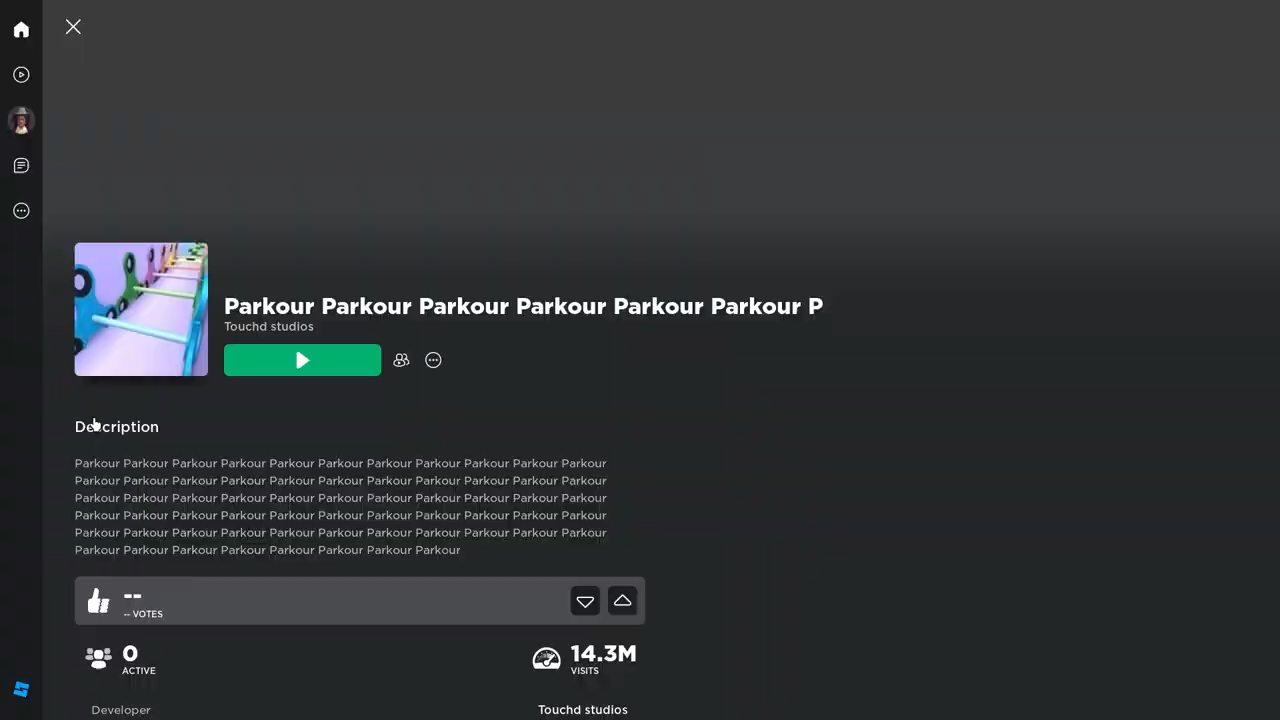 Parkour Parkour Parkour Parkour Parkour Parkour P
Touchd studios
Description
Parkour Parkour Parkour Parkour Parkour Parkour Parkour Parkour Parkour Parkour Parkour
Parkour Parkour Parkour Parkour Parkour Parkour Parkour Parkour Parkour Parkour Parkour
Parkour Parkour Parkour Parkour Parkour Parkour Parkour Parkour Parkour Parkour Parkour
Parkour Parkour Parkour Parkour Parkour Parkour Parkour Parkour Parkour Parkour Parkour
Parkour Parkour Parkour Parkour Parkour Parkour Parkour Parkour Parkour Parkour Parkour
Parkour Parkour Parkour Parkour Parkour Parkour Parkour Parkour
--
-- VOTES
0
ACTIVE
14.3M
VISITS
Developer
Touchd studios